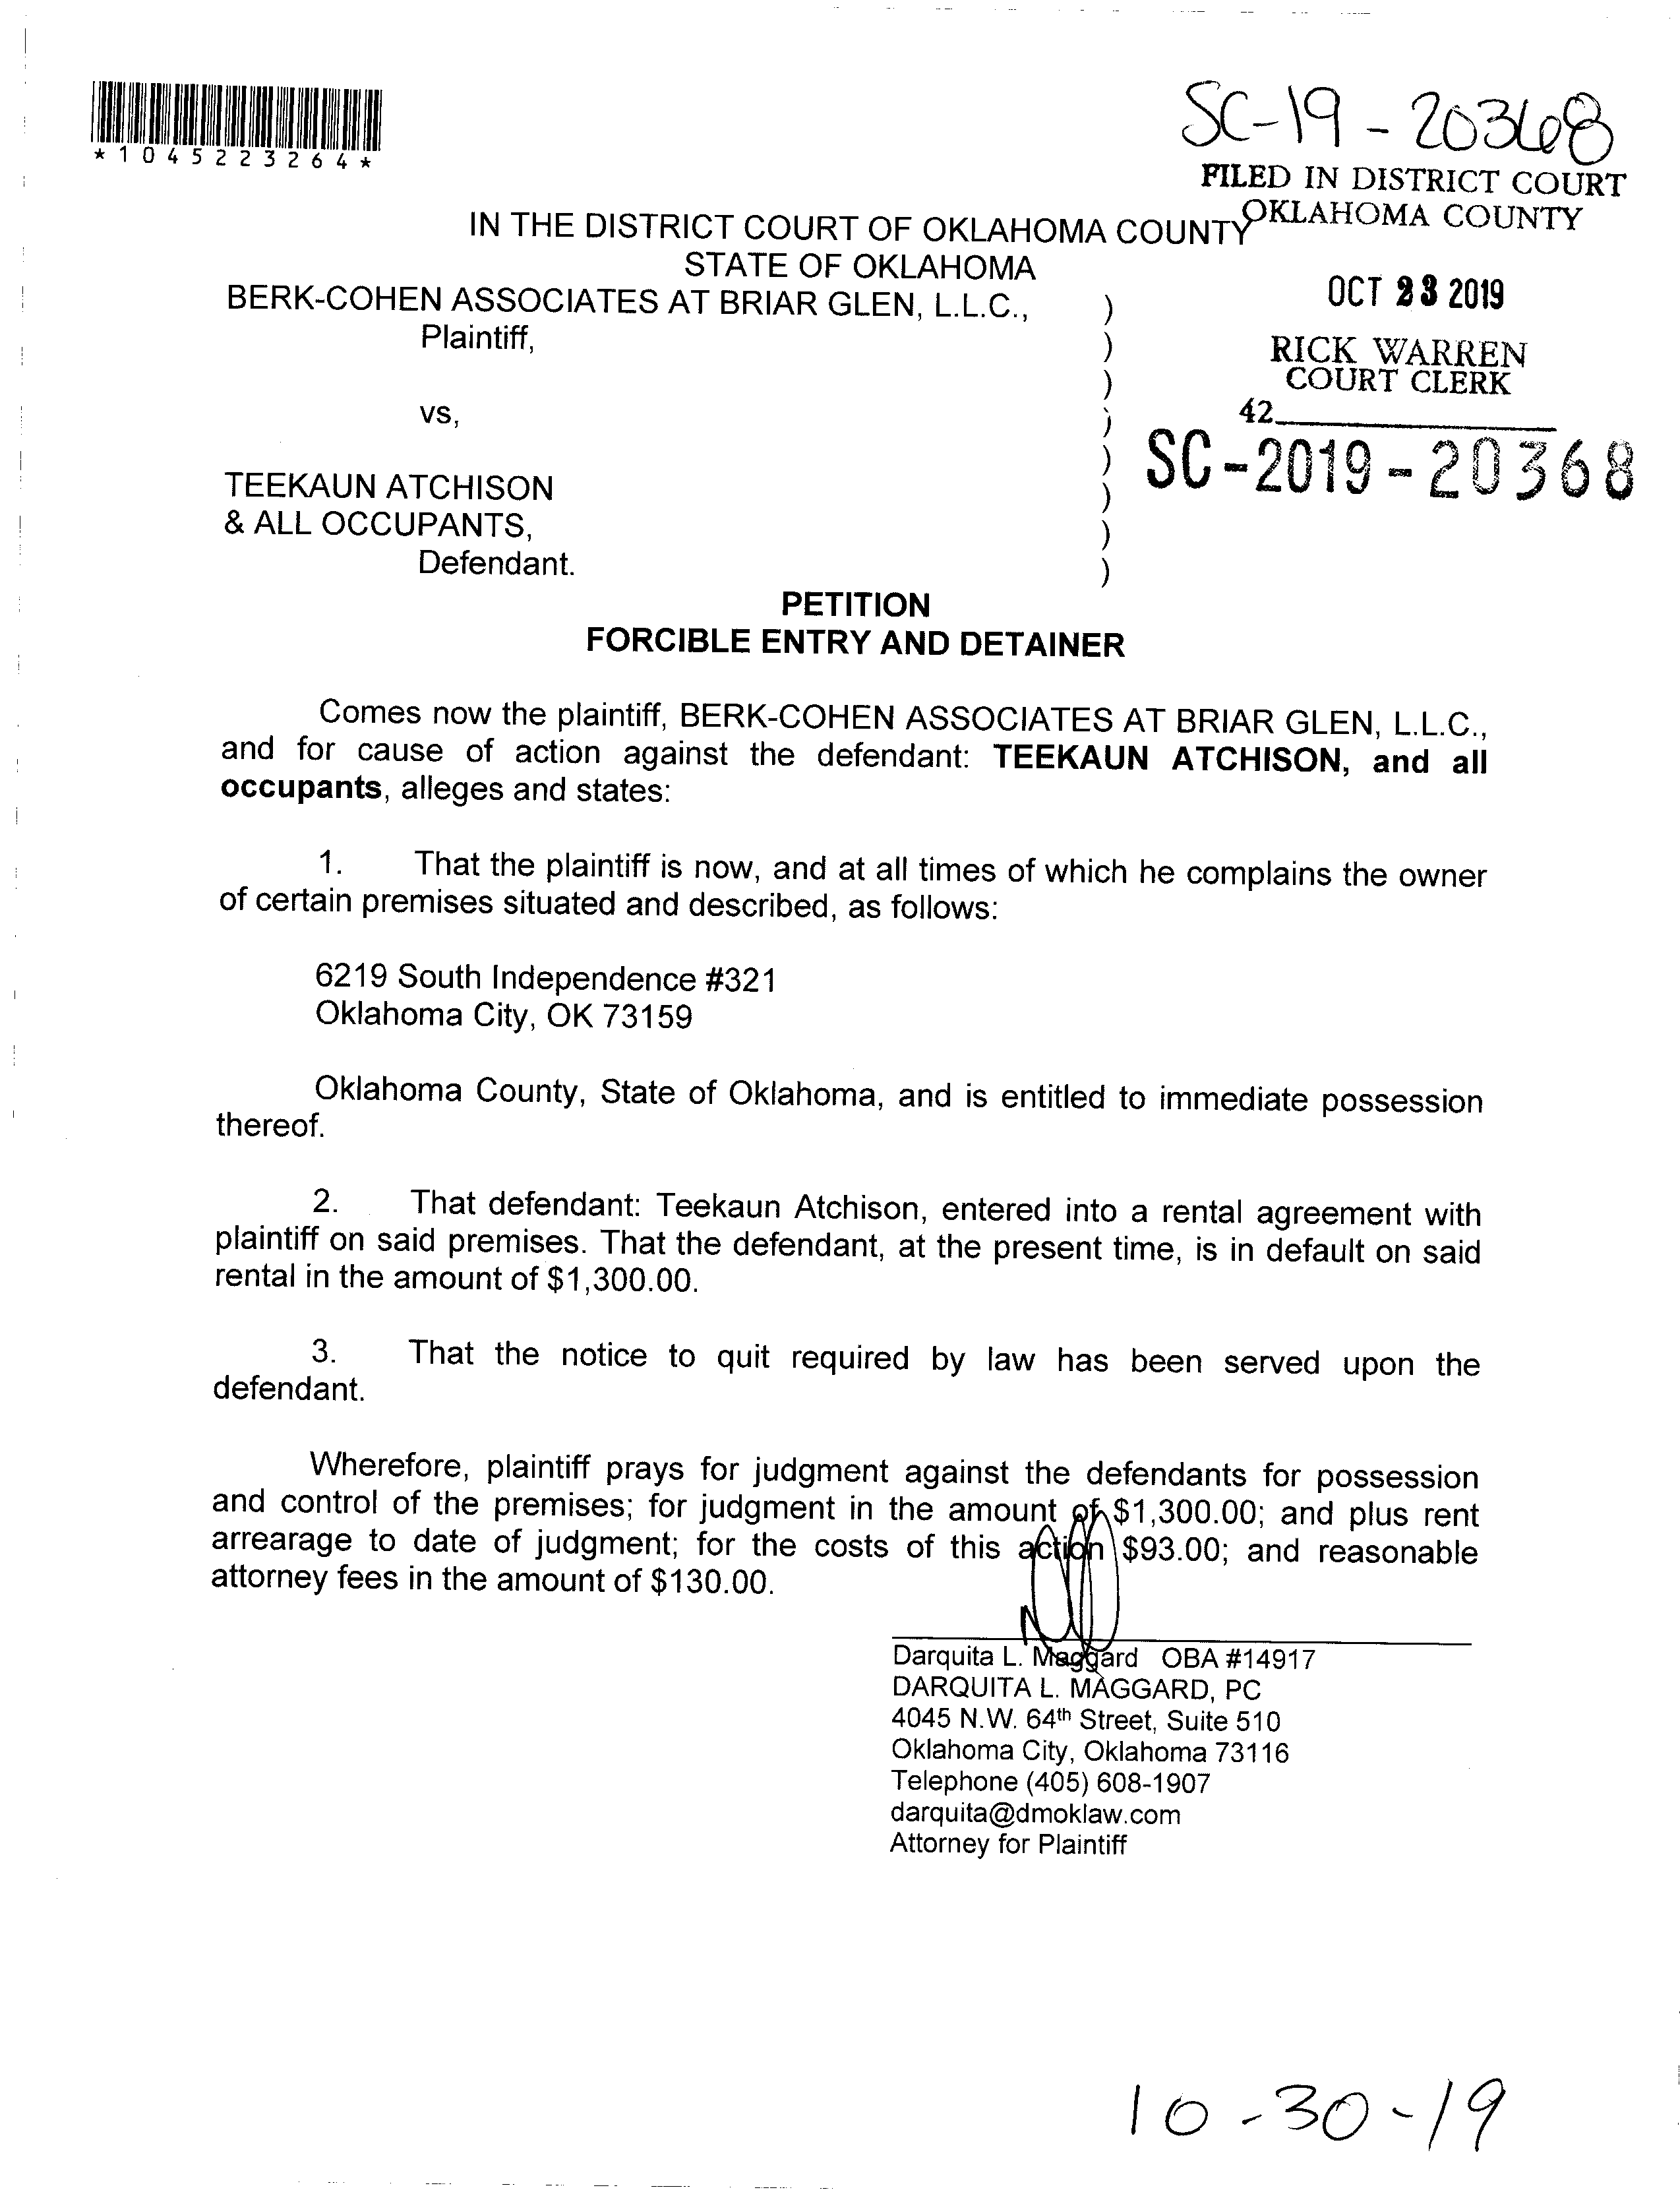 *1045223264*
SC-19-20368
FILED IN DISTRICT COURT
OKLAHOMA COUNTY
IN THE DISTRICT COURT OF OKLAHOMA COUNTY
STATE OF OKLAHOMA
OCT 23 2019
BERK-COHEN ASSOCIATES AT BRIAR GLEN, L.L.C., )
Plaintiff, )
RICK WARREN
COURT CLERK
)
42
vs, )
SC-2019-20368
)
TEEKAUN ATCHISON )
& ALL OCCUPANTS, )
Defendant. )
PETITION
FORCIBLE ENTRY AND DETAINER
Comes now the plaintiff, BERK-COHEN ASSOCIATES AT BRIAR GLEN, L.L.C.,
and for cause of action against the defendant: TEEKAUN ATCHISON, and all
occupants, alleges and states:
1. That the plaintiff is now, and at all times of which he complains the owner
of certain premises situated and described, as follows:
6219 South Independence #321
Oklahoma City, OK 73159
Oklahoma County, State of Oklahoma, and is entitled to immediate possession
thereof.
2. That defendant: Teekaun Atchison, entered into a rental agreement with
plaintiff on said premises. That the defendant, at the present time, is in default on said
rental in the amount of $1,300.00.
3. That the notice to quit required by law has been served upon the
defendant.
Wherefore, plaintiff prays for judgment against the defendants for possession
and control of the premises; for judgment in the amount of $1,300.00; and plus rent
arrearage to date of judgment; for the costs of this action $93.00; and reasonable
attorney fees in the amount of $130.00.
Darquita L. Maggard OBA #14917
DARQUITA L. MAGGARD, PC
4045 N.W. 64th Street, Suite 510
Oklahoma City, Oklahoma 73116
Telephone (405) 608-1907
darquita@dmoklaw.com
Attorney for Plaintiff
10-30-19